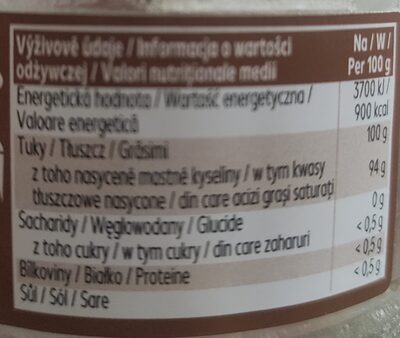 Výživové údaje / Informacja o wartości
odżywczej / Valori nutriționale medii
Na / W /
Per 100 g
Energetická hodnota / Wartość energetyczna /
Valoare energetică
3700 kJ /
900 kcal
Tuky / Tłuszcz / Grăsimi
100 g
z toho nasycené mastné kyseliny / w tym kwasy
tłuszczowe nasycone / din care acizi grași saturați
94 g
Sacharidy / Węglowodany / Glucide
0 g
z toho cukry / w tym cukry / din care zaharuri
< 0,5 g
Bílkoviny / Białko / Proteine
< 0,5 g
Sůl / Sól / Sare
< 0,5 g